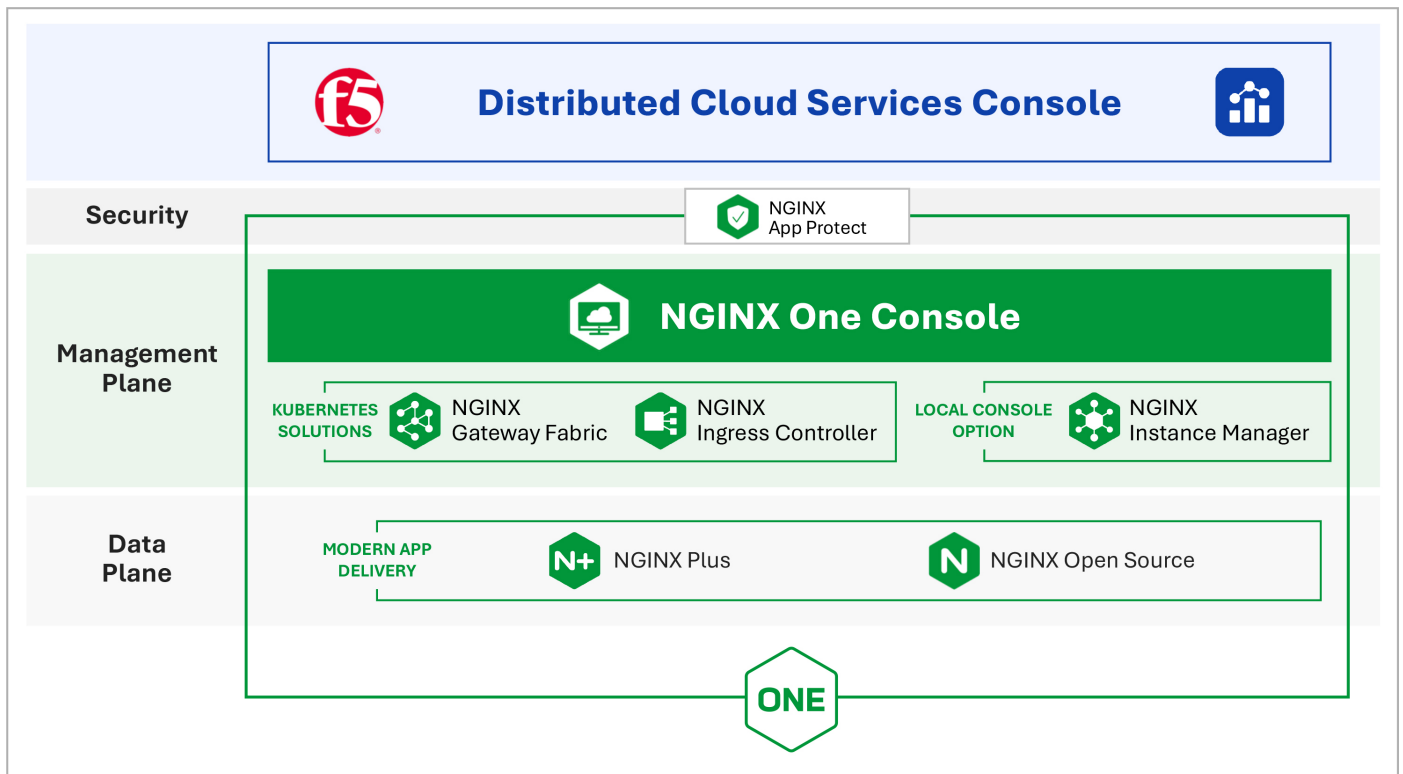 f5
Distributed Cloud Services Console
Security
NGINX
App Protect
NGINX One Console
Management
Plane
KUBERNETES
SOLUTIONS
NGINX
Gateway Fabric
NGINX
Ingress Controller
LOCAL CONSOLE
OPTION
NGINX
Instance Manager
Data
Plane
MODERN APP
DELIVERY
N+
NGINX Plus
N
NGINX Open Source
ONE